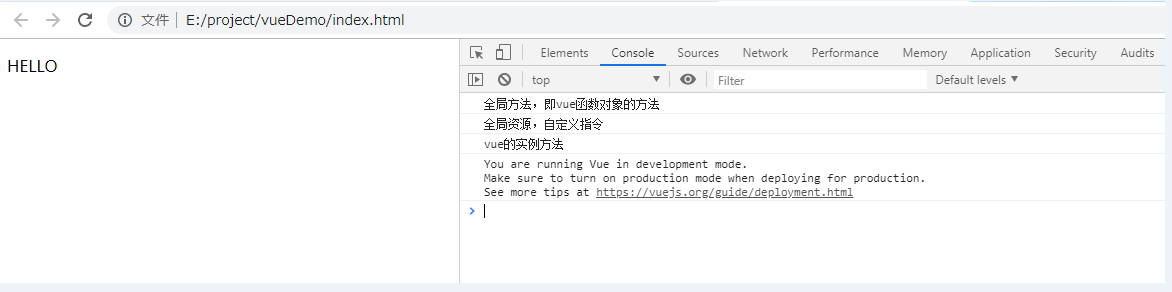 文件 E:/project/vueDemo/index.html
HELLO
Elements Console Sources Network Performance Memory Application Security Audits
top Filter Default levels
全局方法，即vue函数对象的方法
全局资源，自定义指令
vue的实例方法
You are running Vue in development mode.
Make sure to turn on production mode when deploying for production.
See more tips at https://vuejs.org/guide/deployment.html